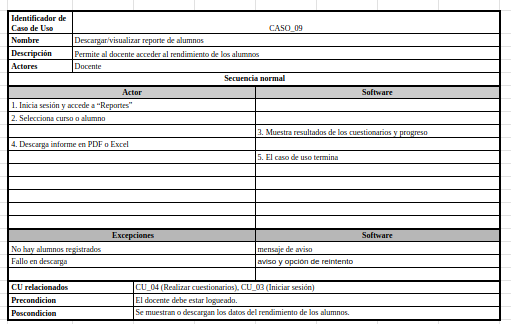 Identificador de
Caso de Uso
CASO_09
Nombre
Descargar/visualizar reporte de alumnos
Descripción
Permite al docente acceder al rendimiento de los alumnos
Actores
Docente
Secuencia normal
Actor
Software
1. Inicia sesión y accede a “Reportes”
2. Selecciona curso o alumno
3. Muestra resultados de los cuestionarios y progreso
4. Descarga informe en PDF o Excel
5. El caso de uso termina
Excepciones
Software
No hay alumnos registrados
mensaje de aviso
Fallo en descarga
aviso y opción de reintento
CU relacionados
CU_04 (Realizar cuestionarios), CU_03 (Iniciar sesión)
Precondicion
El docente debe estar logueado.
Poscondicion
Se muestran o descargan los datos del rendimiento de los alumnos.